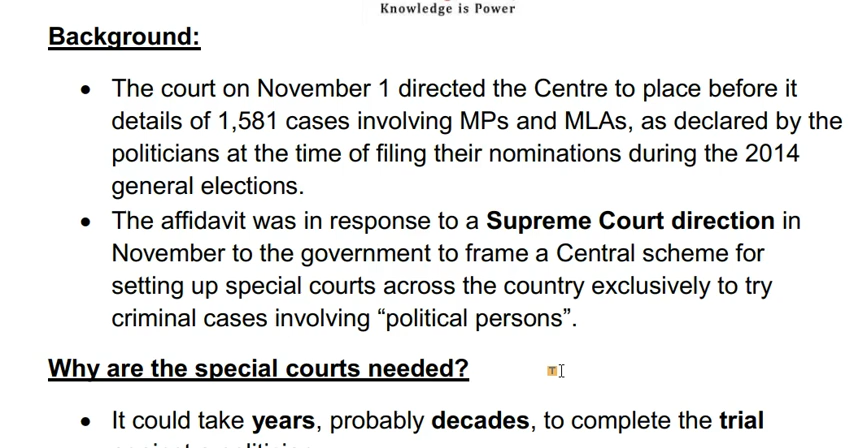 Knowledge is Power
Background:
• The court on November 1 directed the Centre to place before it
details of 1,581 cases involving MPs and MLAs, as declared by the
politicians at the time of filing their nominations during the 2014
general elections.
• The affidavit was in response to a Supreme Court direction in
November to the government to frame a Central scheme for
setting up special courts across the country exclusively to try
criminal cases involving “political persons”.
Why are the special courts needed?
• It could take years, probably decades, to complete the trial